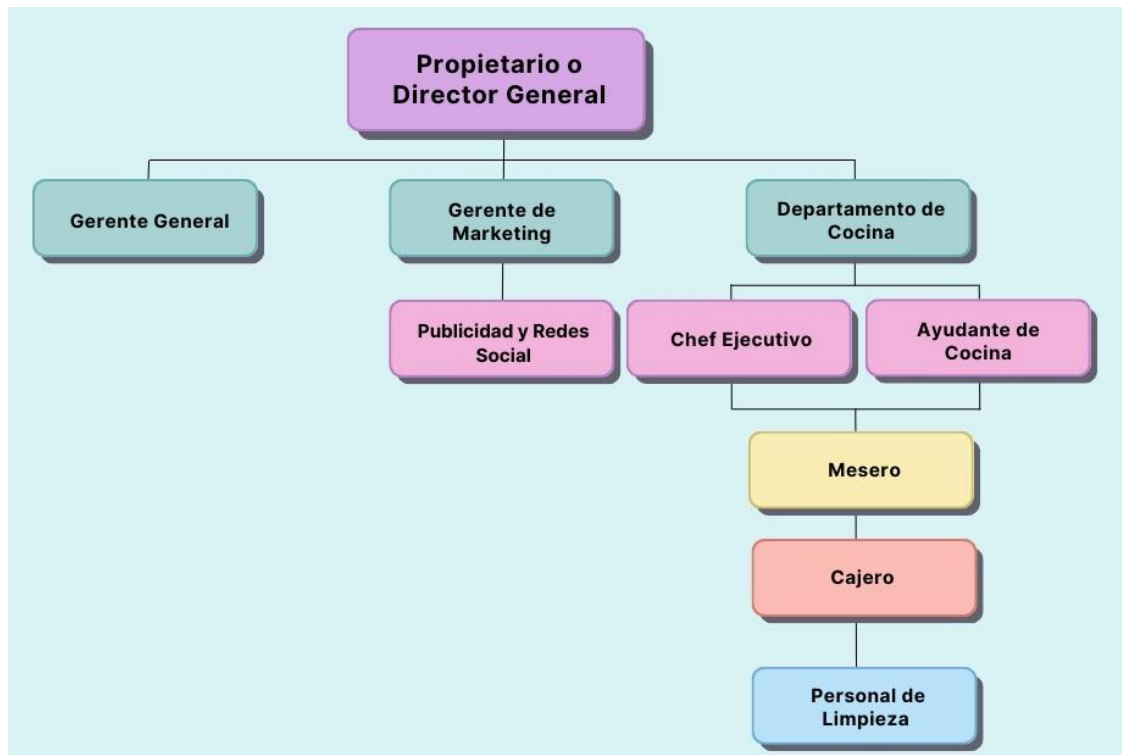 Propietario o
Director General
Gerente General
Gerente de
Marketing
Departamento de
Cocina
Publicidad y Redes
Social
Chef Ejecutivo
Ayudante de
Cocina
Mesero
Cajero
Personal de
Limpieza